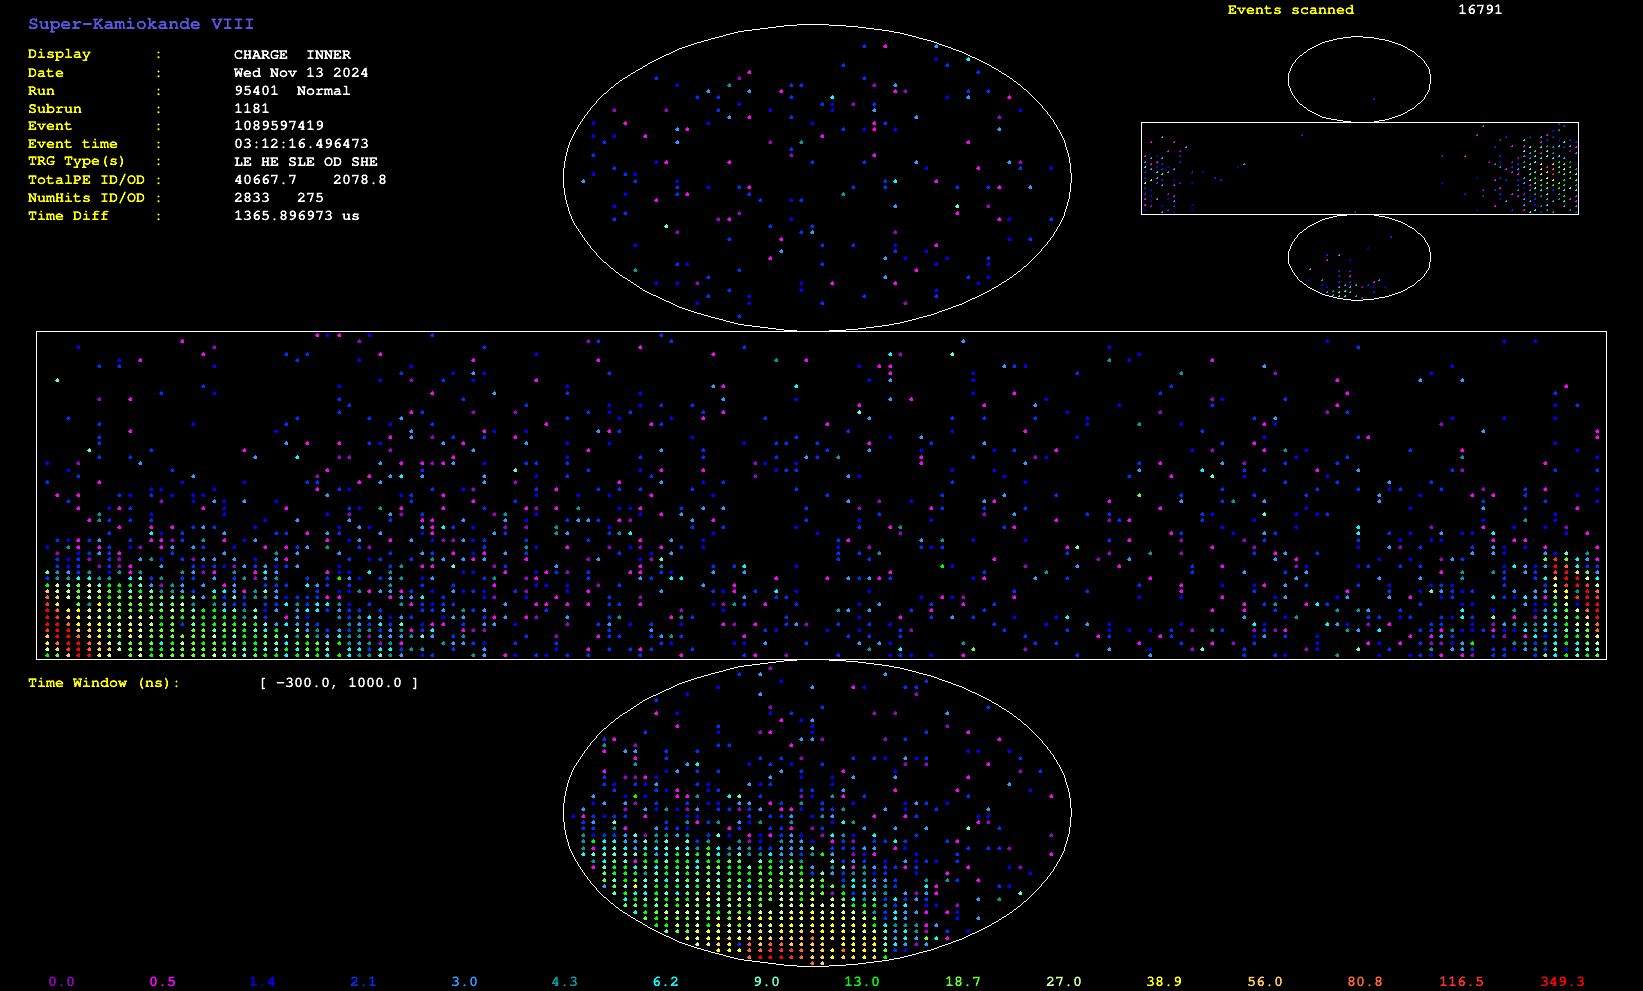 Super-Kamiokande VIII
Events scanned 16791
Display : CHARGE INNER
Date : Wed Nov 13 2024
Run : 95401 Normal
Subrun : 1181
Event : 1089597419
Event time : 03:12:16.496473
TRG Type(s) : LE HE SLE OD SHE
TotalPE ID/OD : 40667.7 2078.8
NumHits ID/OD : 2833 275
Time Diff : 1365.896973 us
Time Window (ns): [ -300.0, 1000.0 ]
0.0 0.5 1.4 2.1 3.0 4.3 6.2 9.0 13.0 18.7 27.0 38.9 56.0 80.8 116.5 349.3